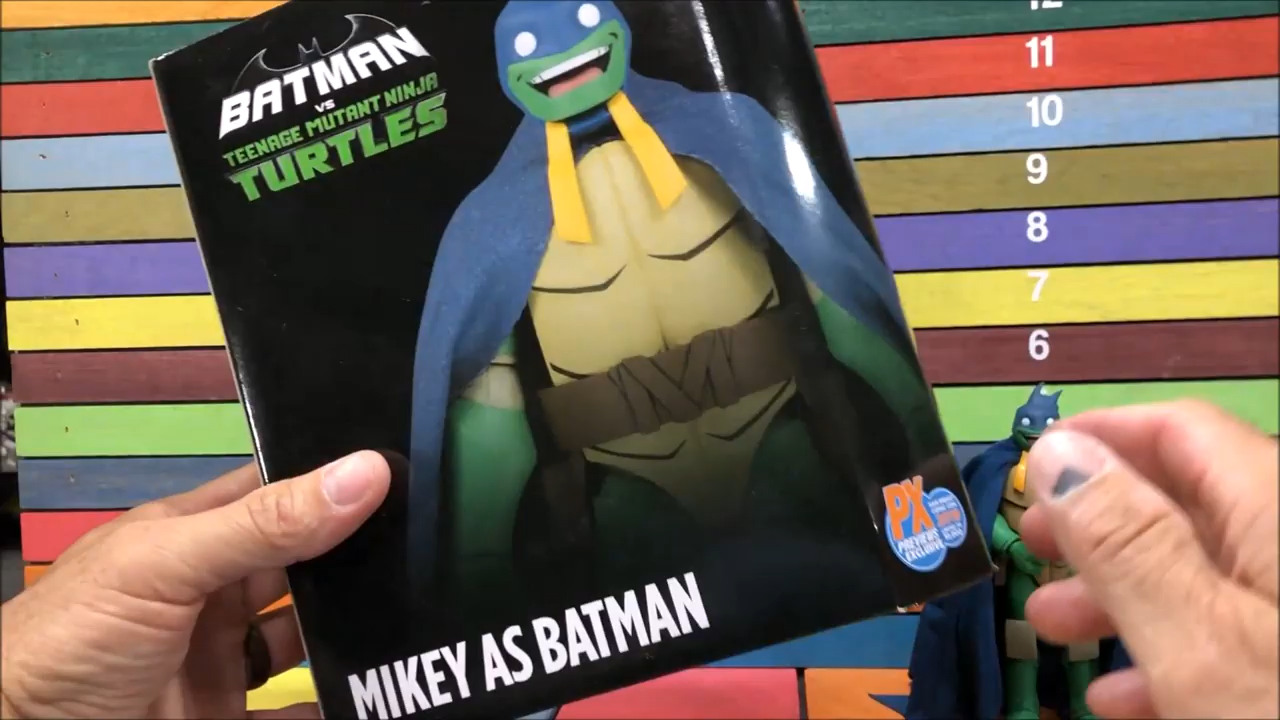 BATMAN
VS
TEENAGE MUTANT NINJA
TURTLES
MIKEY AS BATMAN
PX
PREVIEWS
EXCLUSIVE
12
11
10
9
8
7
6